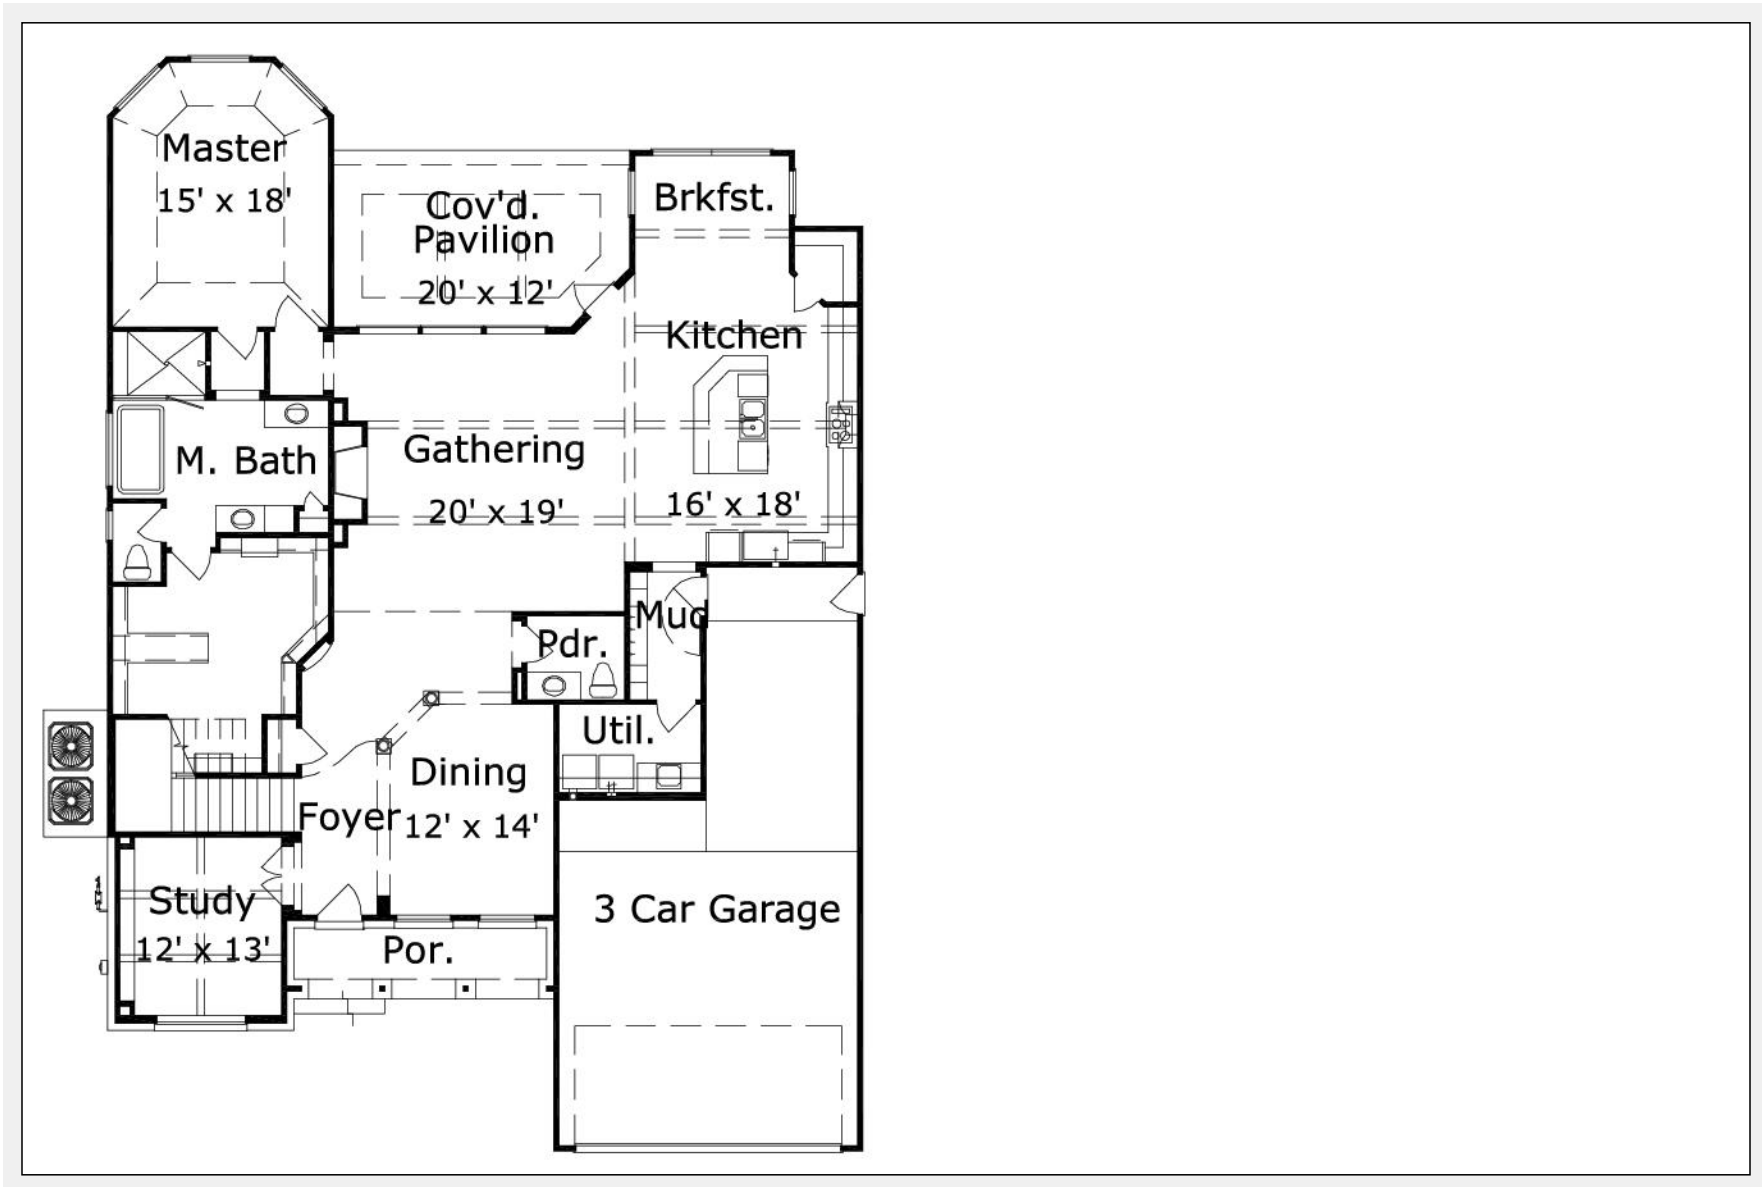 Master
15' x 18'
Cov'd.
Pavilion
20' x 12'
Brkfst.
Kitchen
16' x 18'
Gathering
20' x 19'
M. Bath
Mud
Pdr.
Util.
Dining
12' x 14'
Foyer
Study
12' x 13'
Por.
3 Car Garage